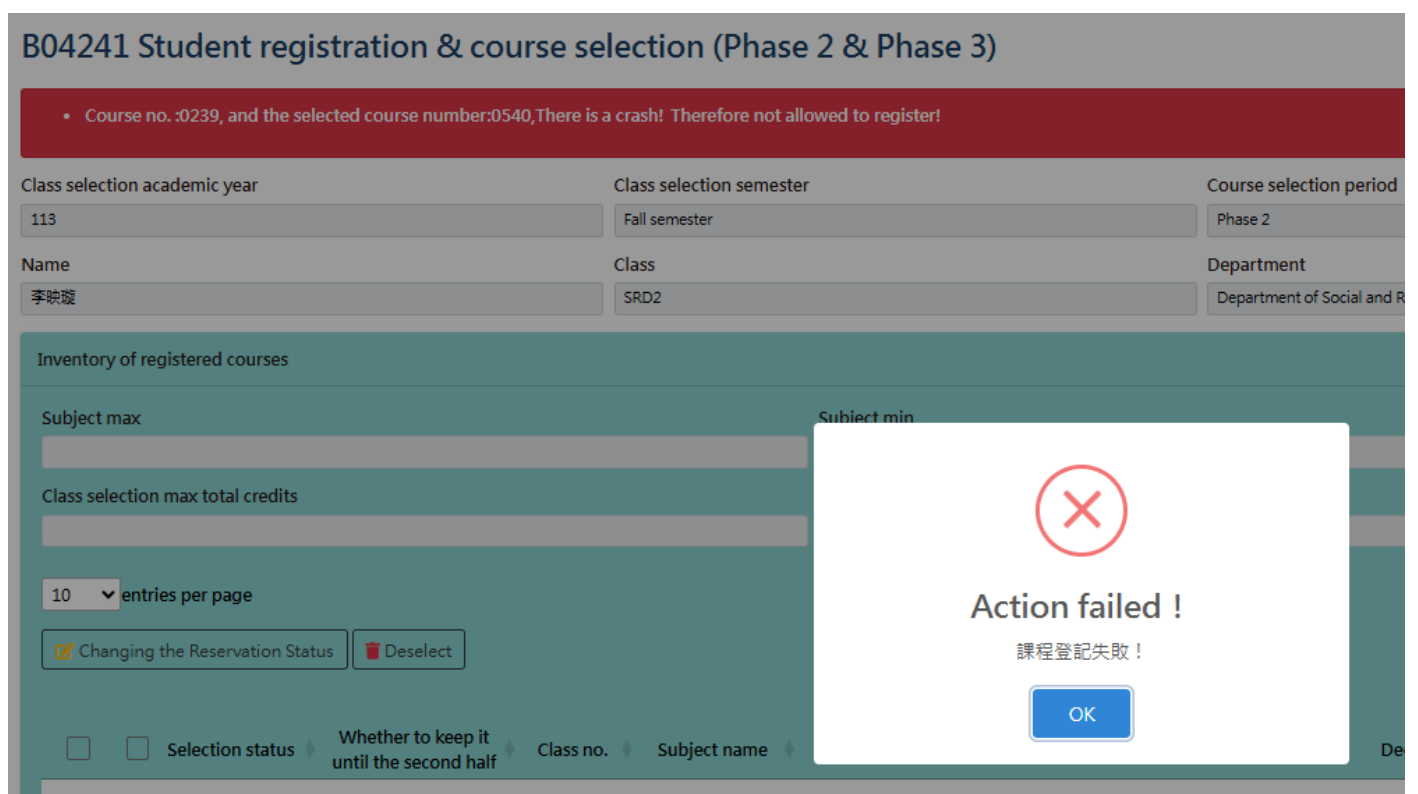 B04241 Student registration & course selection (Phase 2 & Phase 3)
• Course no. :0239, and the selected course number:0540,There is a crash! Therefore not allowed to register!
Class selection academic year
Class selection semester
Course selection period
113
Fall semester
Phase 2
Name
Class
Department
李映璇
SRD2
Department of Social and R
Inventory of registered courses
Subject max
Subject min
Class selection max total credits
10 entries per page
Changing the Reservation Status
Deselect
Action failed !
課程登記失敗！
OK
Selection status
Whether to keep it
until the second half
Class no.
Subject name
De